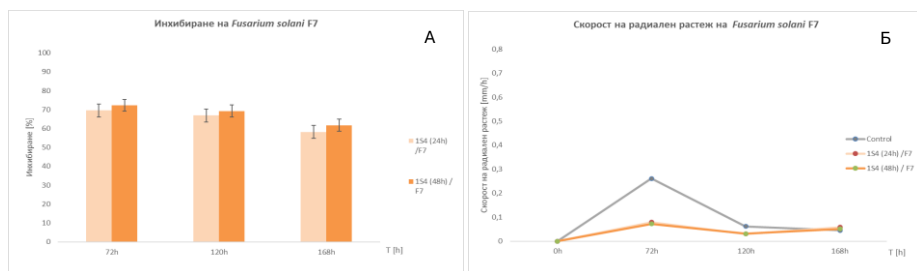 Инхибиране на Fusarium solani F7
А
100
90
80
70
60
50
40
30
20
10
0
Инхибиране [%]
72h
120h
168h
T [h]
154 (24h)
/F7
154 (48h) /
F7
Скорост на радиален растеж на Fusarium solani F7
Б
0,8
0,7
0,6
0,5
0,4
0,3
0,2
0,1
0
Скорост на радиален растеж [mm/h]
0h
72h
120h
168h
T [h]
Control
154 (24h) /F7
154 (48h) / F7